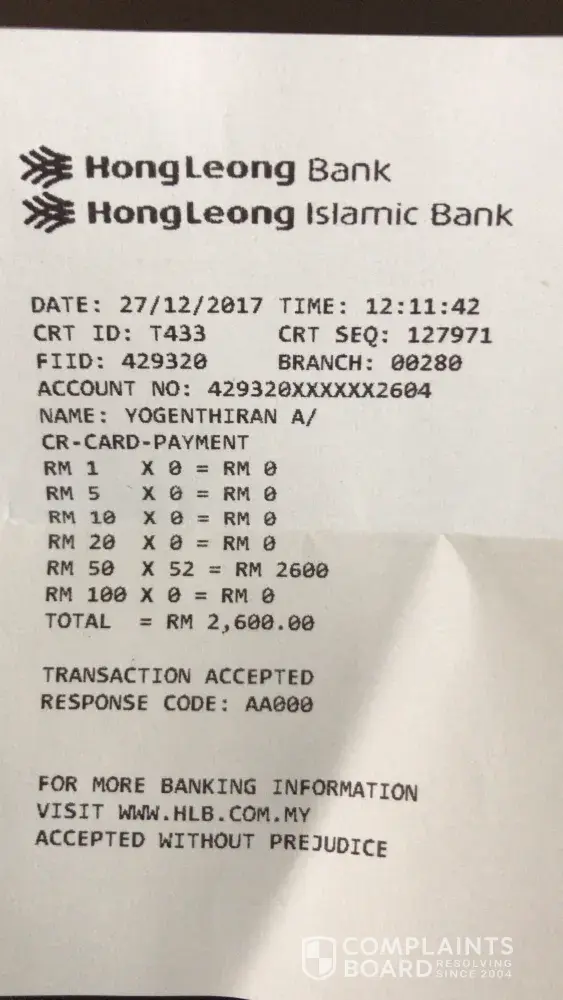 HongLeong Bank
HongLeong Islamic Bank
DATE: 27/12/2017 TIME: 12:11:42
CRT ID: T433 CRT SEQ: 127971
FIID: 429320 BRANCH: 00280
ACCOUNT NO: 429320XXXXXX2604
NAME: YOGENTHIRAN A/
CR-CARD-PAYMENT
RM 1 X 0 = RM 0
RM 5 X 0 = RM 0
RM 10 X 0 = RM 0
RM 20 X 0 = RM 0
RM 50 X 52 = RM 2600
RM 100 X 0 = RM 0
TOTAL = RM 2,600.00
TRANSACTION ACCEPTED
RESPONSE CODE: AA000
FOR MORE BANKING INFORMATION
VISIT WWW.HLB.COM.MY
ACCEPTED WITHOUT PREJUDICE
COMPLAINTS
BOARD RESOLVING
SINCE 2004